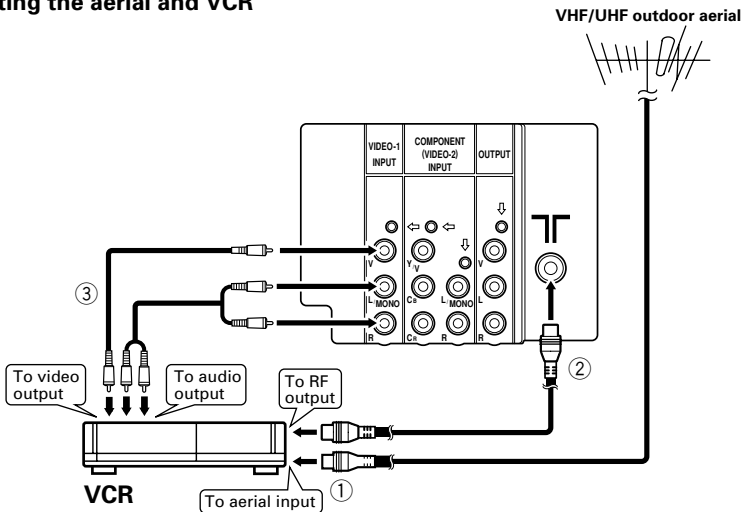 ting the aerial and VCR
VHF/UHF outdoor aerial
VIDEO-1
INPUT
COMPONENT
(VIDEO-2)
INPUT
OUTPUT
V
Y/V
V
L/MONO
CB
L/MONO
L
R
CR
R
R
③
②
To video
output
To audio
output
To RF
output
VCR
To aerial input
①